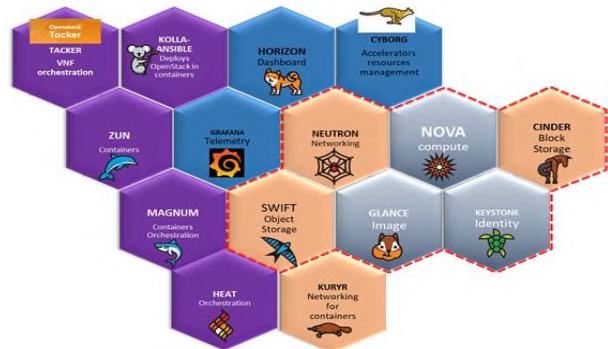 Openstack
Tacker
TACKER
VNF
orchestration
KOLLA-
ANSIBLE
Deploys
OpenStack in
containers
HORIZON
Dashboard
CYBORG
Accelerators
resources
management
ZUN
Containers
GRAFANA
Telemetry
NEUTRON
Networking
NOVA
compute
CINDER
Block
Storage
MAGNUM
Containers
Orchestration
SWIFT
Object
Storage
GLANCE
Image
KEYSTONE
Identity
HEAT
Orchestration
KURYR
Networking
for
containers